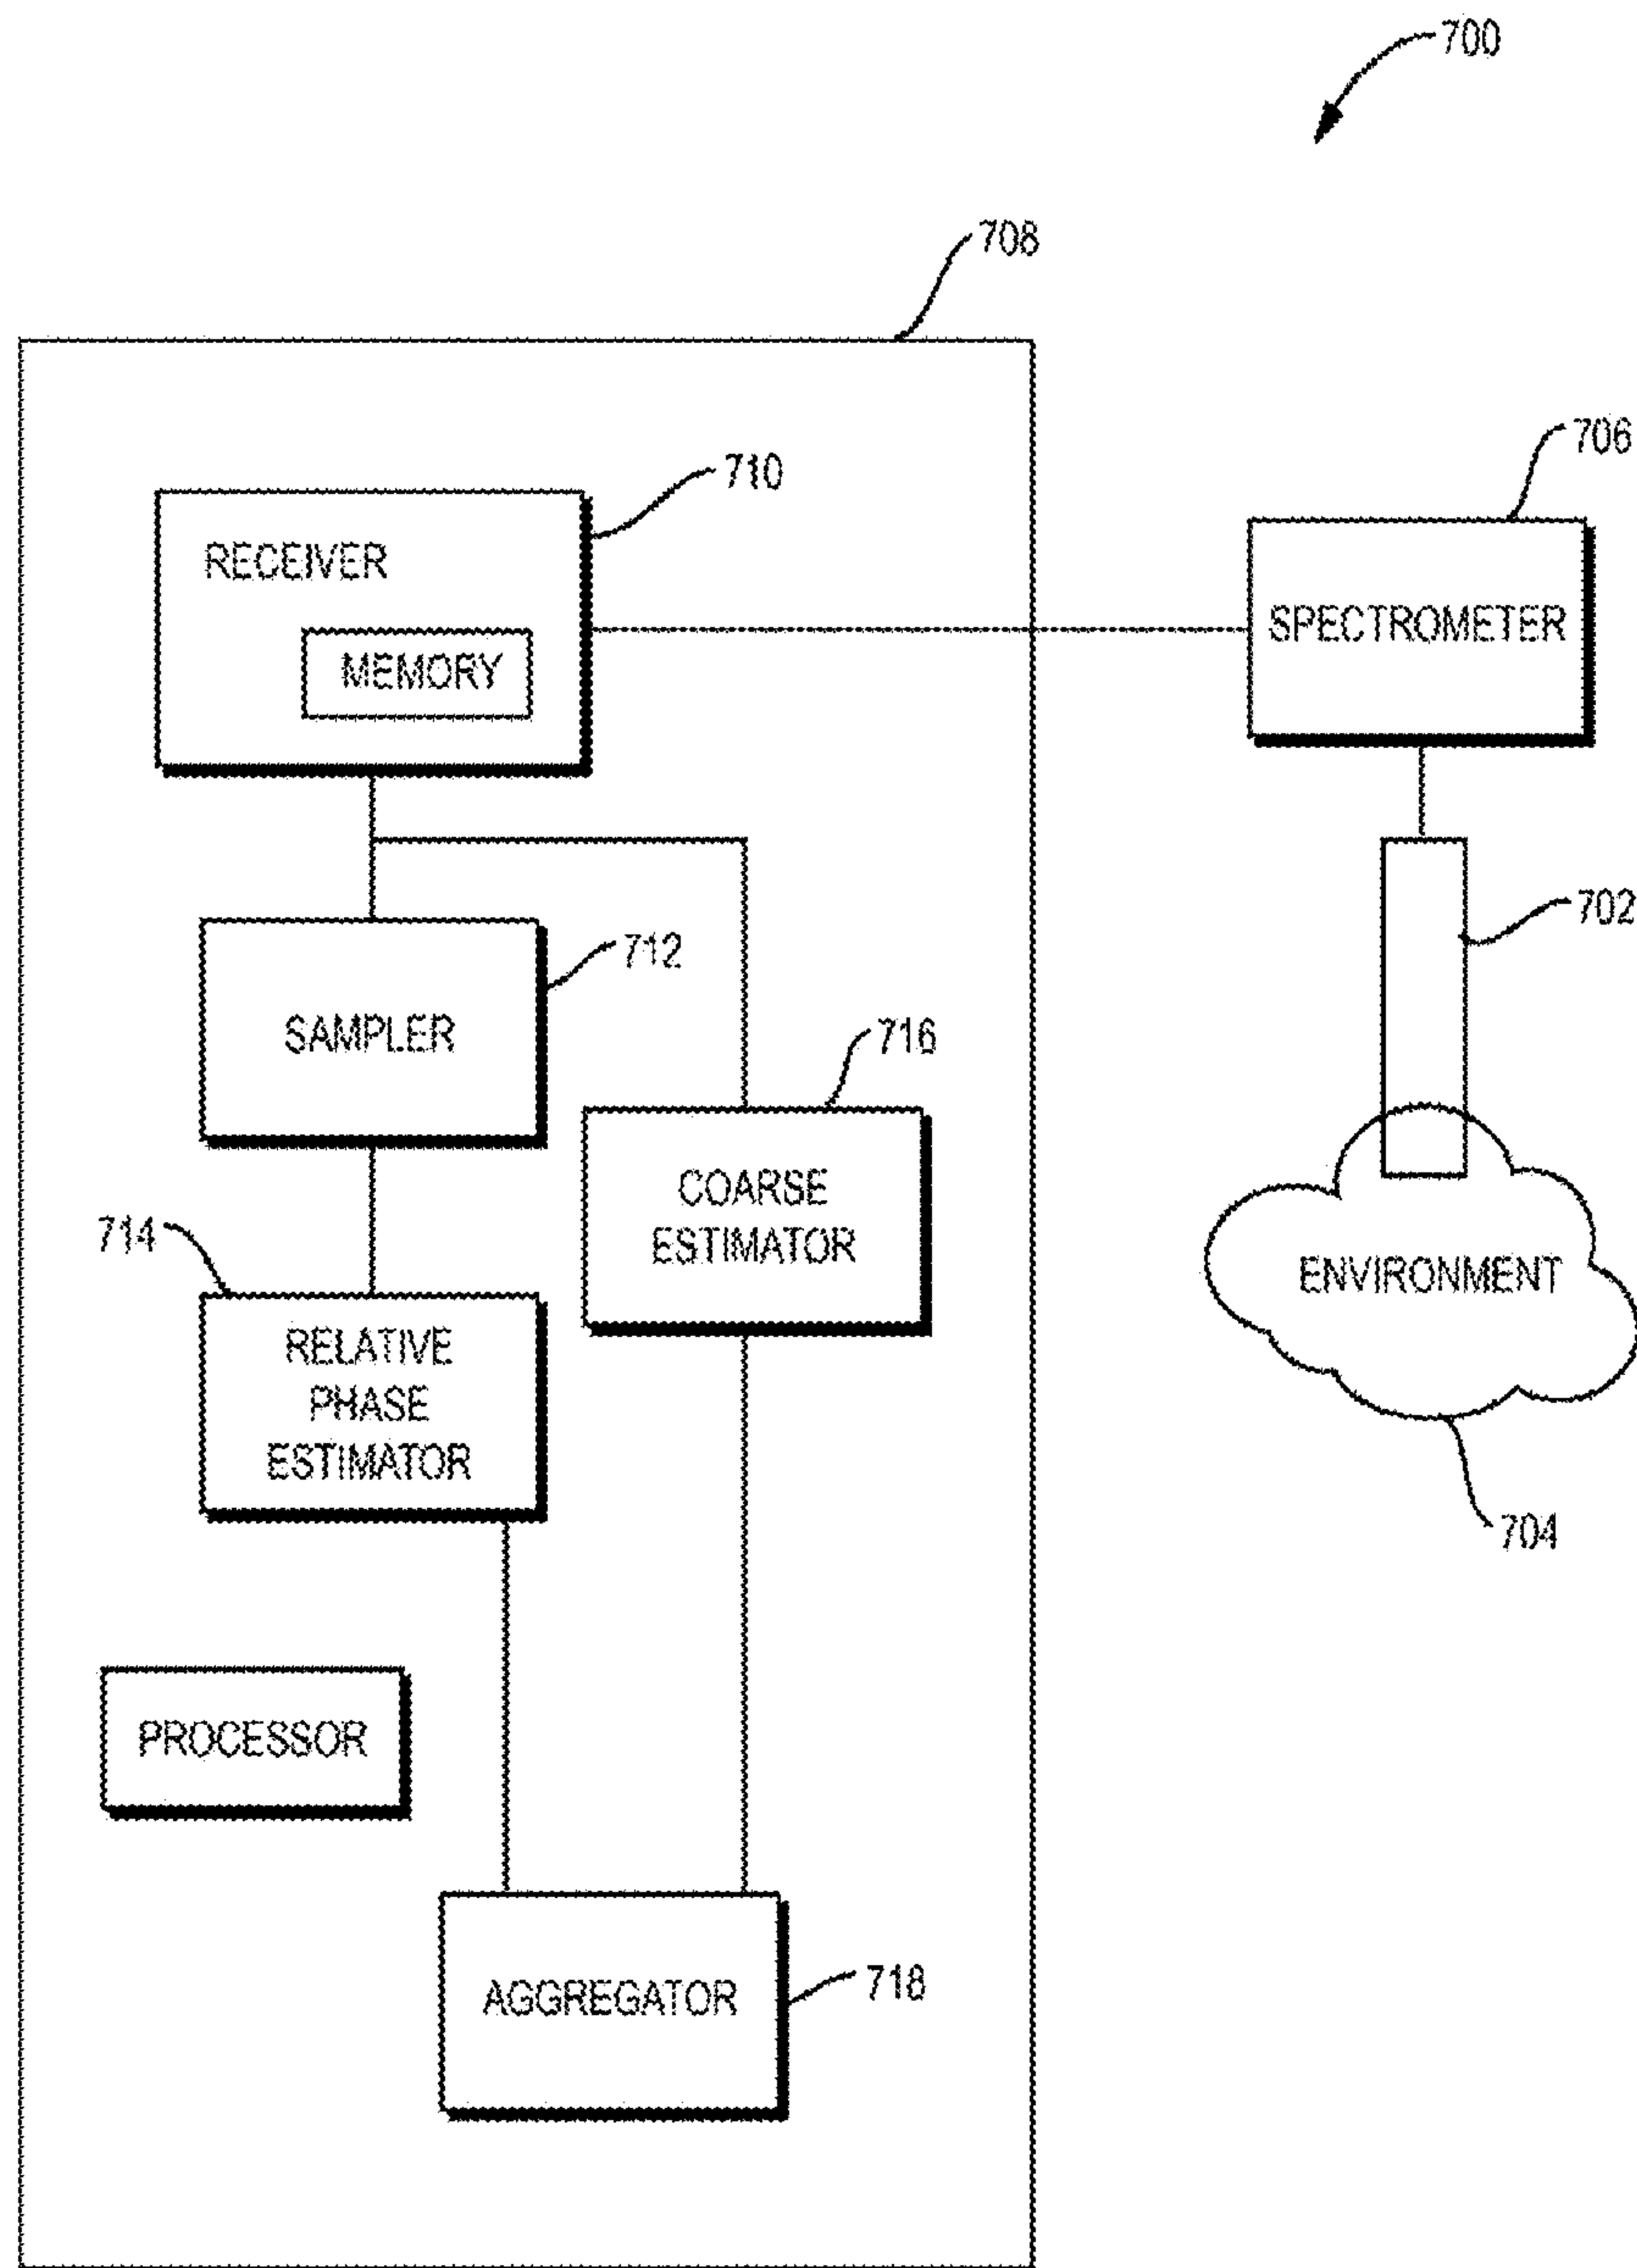 700
708
706
710
RECEIVER
MEMORY
SPECTROMETER
702
712
SAMPLER
716
COARSE
ESTIMATOR
714
RELATIVE
PHASE
ESTIMATOR
ENVIRONMENT
704
PROCESSOR
AGGREGATOR
718